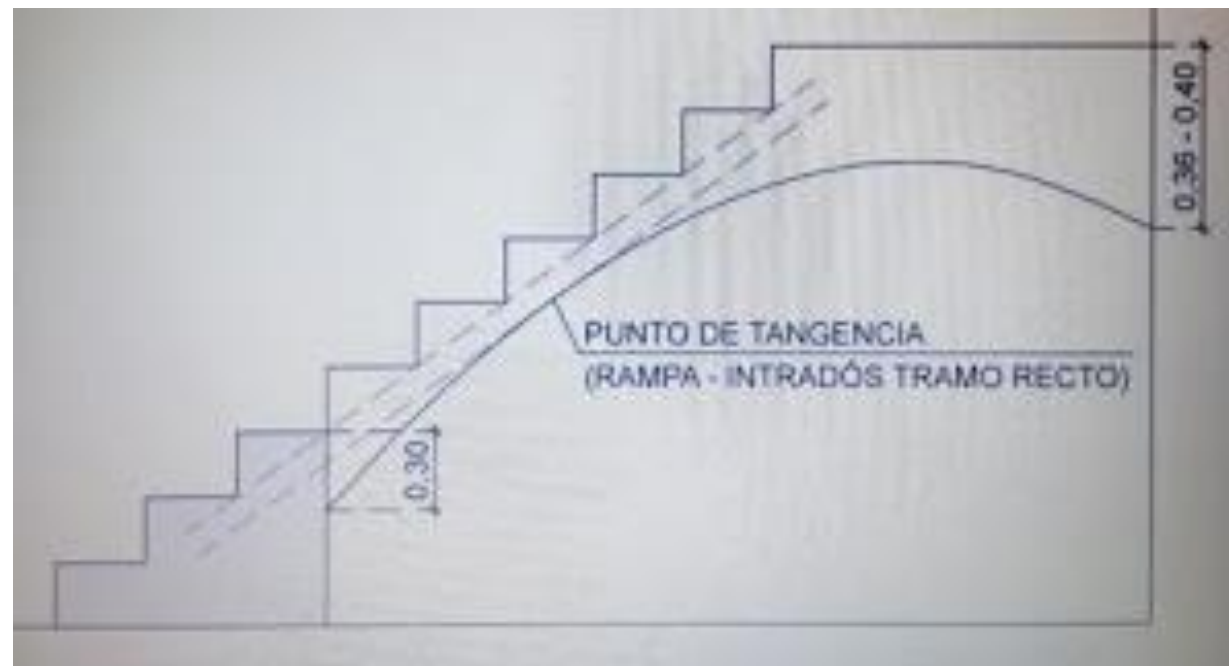 0.36 - 0.40
PUNTO DE TANGENCIA
(RAMPA - INTRADÓS TRAMO RECTO)
0.30